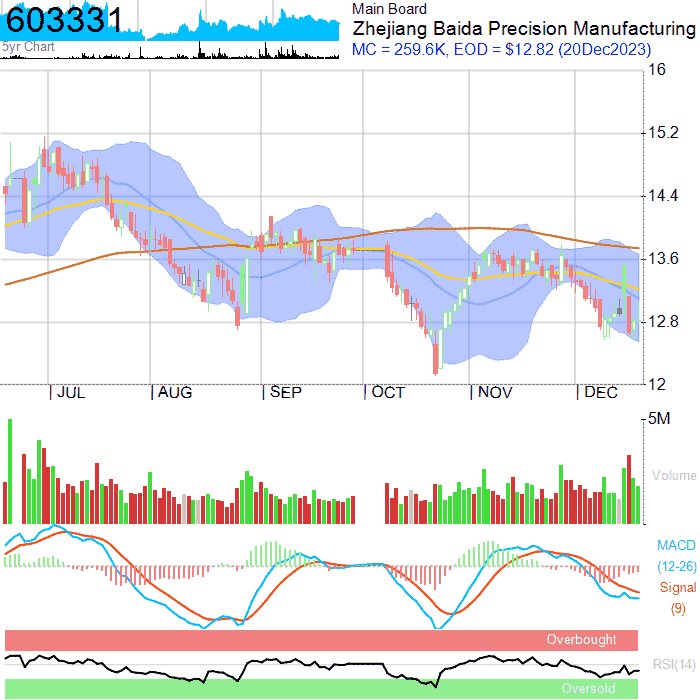 603331
5yr Chart
Main Board
Zhejiang Baida Precision Manufacturing
MC = 259.6K, EOD = $12.82 (20Dec2023)
16
15.2
14.4
13.6
12.8
12
JUL AUG SEP OCT NOV DEC
5M
Volume
MACD
(12-26)
Signal
(9)
Overbought
RSI(14)
Oversold